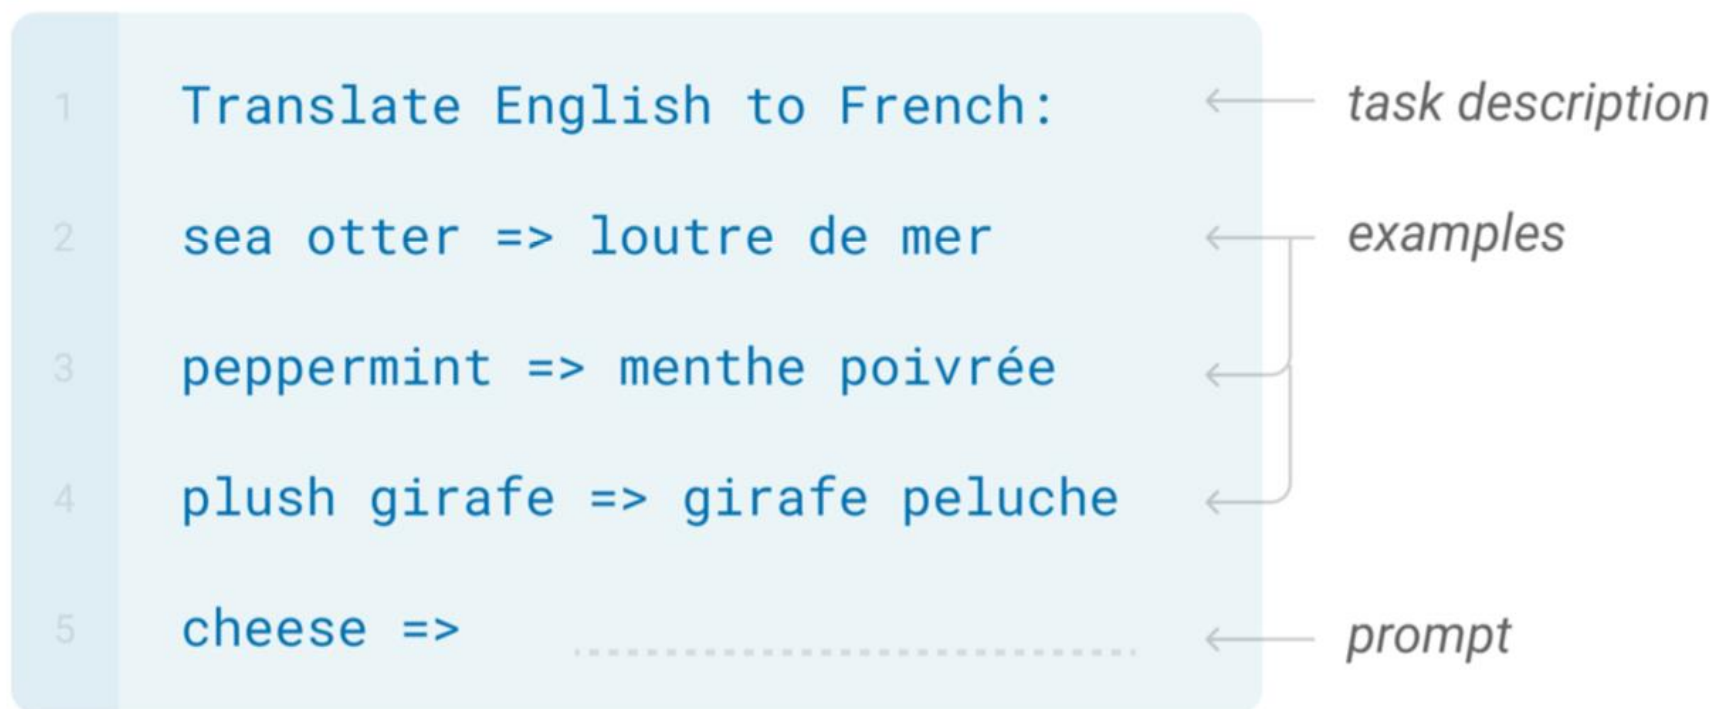 1 Translate English to French: task description
2 sea otter => loutre de mer examples
3 peppermint => menthe poivrée
4 plush girafe => girafe peluche
5 cheese => prompt